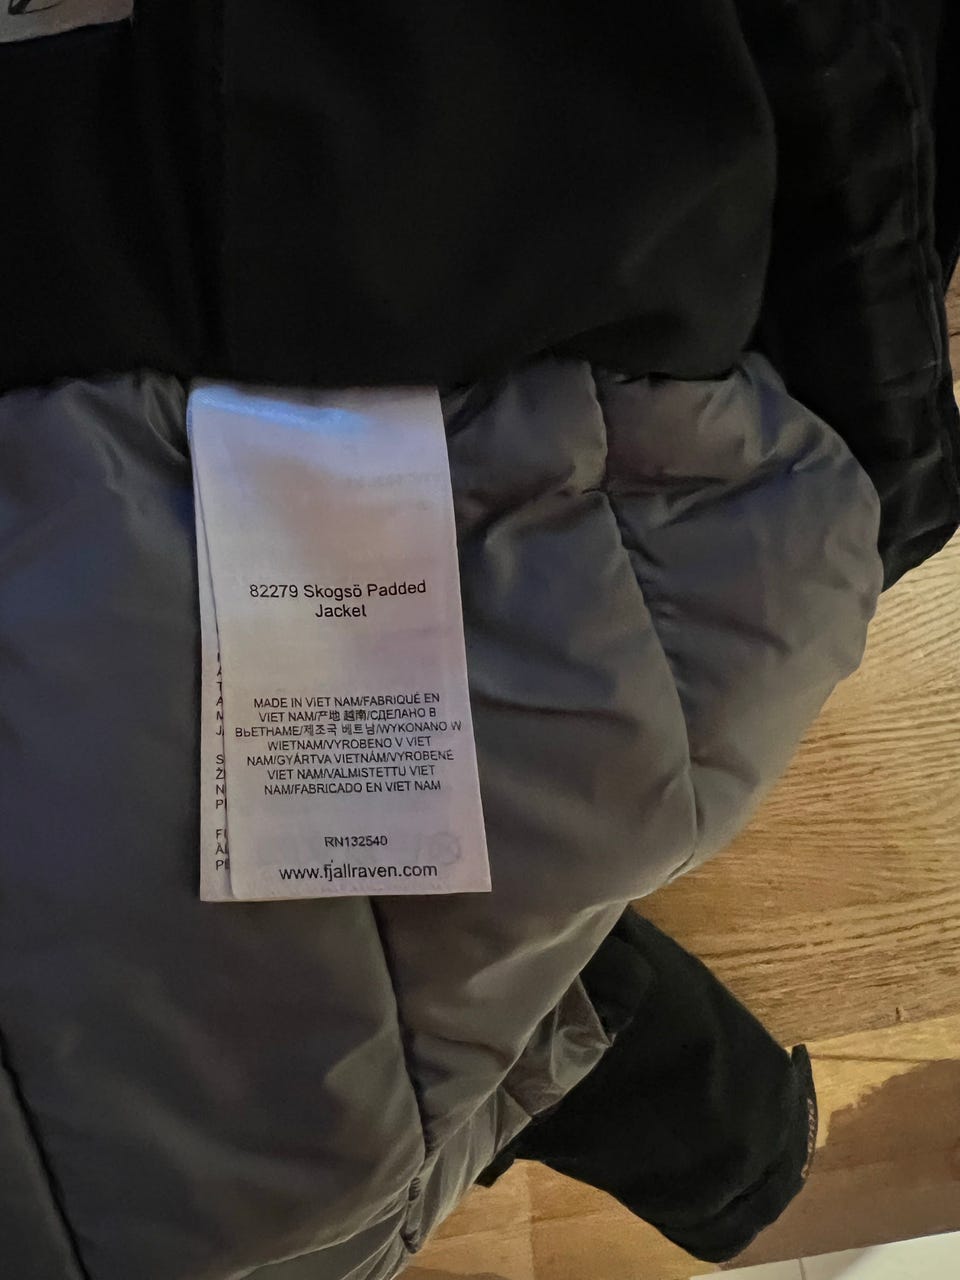 82279 Skogsö Padded
Jacket
MADE IN VIET NAM/FABRIQUÉ EN
VIET NAM/产地 越南/СДЕЛАНО В
ВЬЕТНАМЕ/제조국 베트남/WYKONANO W
WIETNAM/VYROBENO V VIET
NAM/GYÁRTVA VIETNÁM/VYROBENE
VIET NAM/VALMISTETTU VIET
NAM/FABRICADO EN VIET NAM
RN132540
www.fjallraven.com